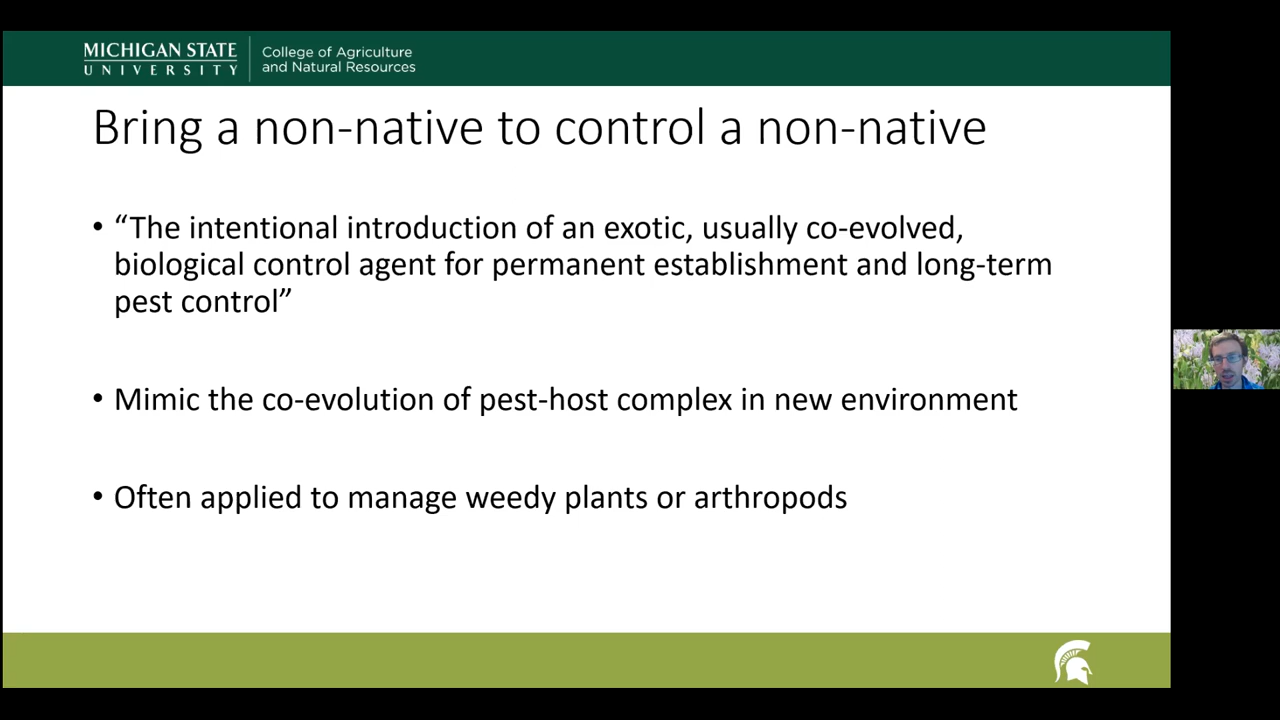 MICHIGAN STATE
UNIVERSITY
College of Agriculture
and Natural Resources
Bring a non-native to control a non-native
• “The intentional introduction of an exotic, usually co-evolved,
biological control agent for permanent establishment and long-term
pest control”
• Mimic the co-evolution of pest-host complex in new environment
• Often applied to manage weedy plants or arthropods